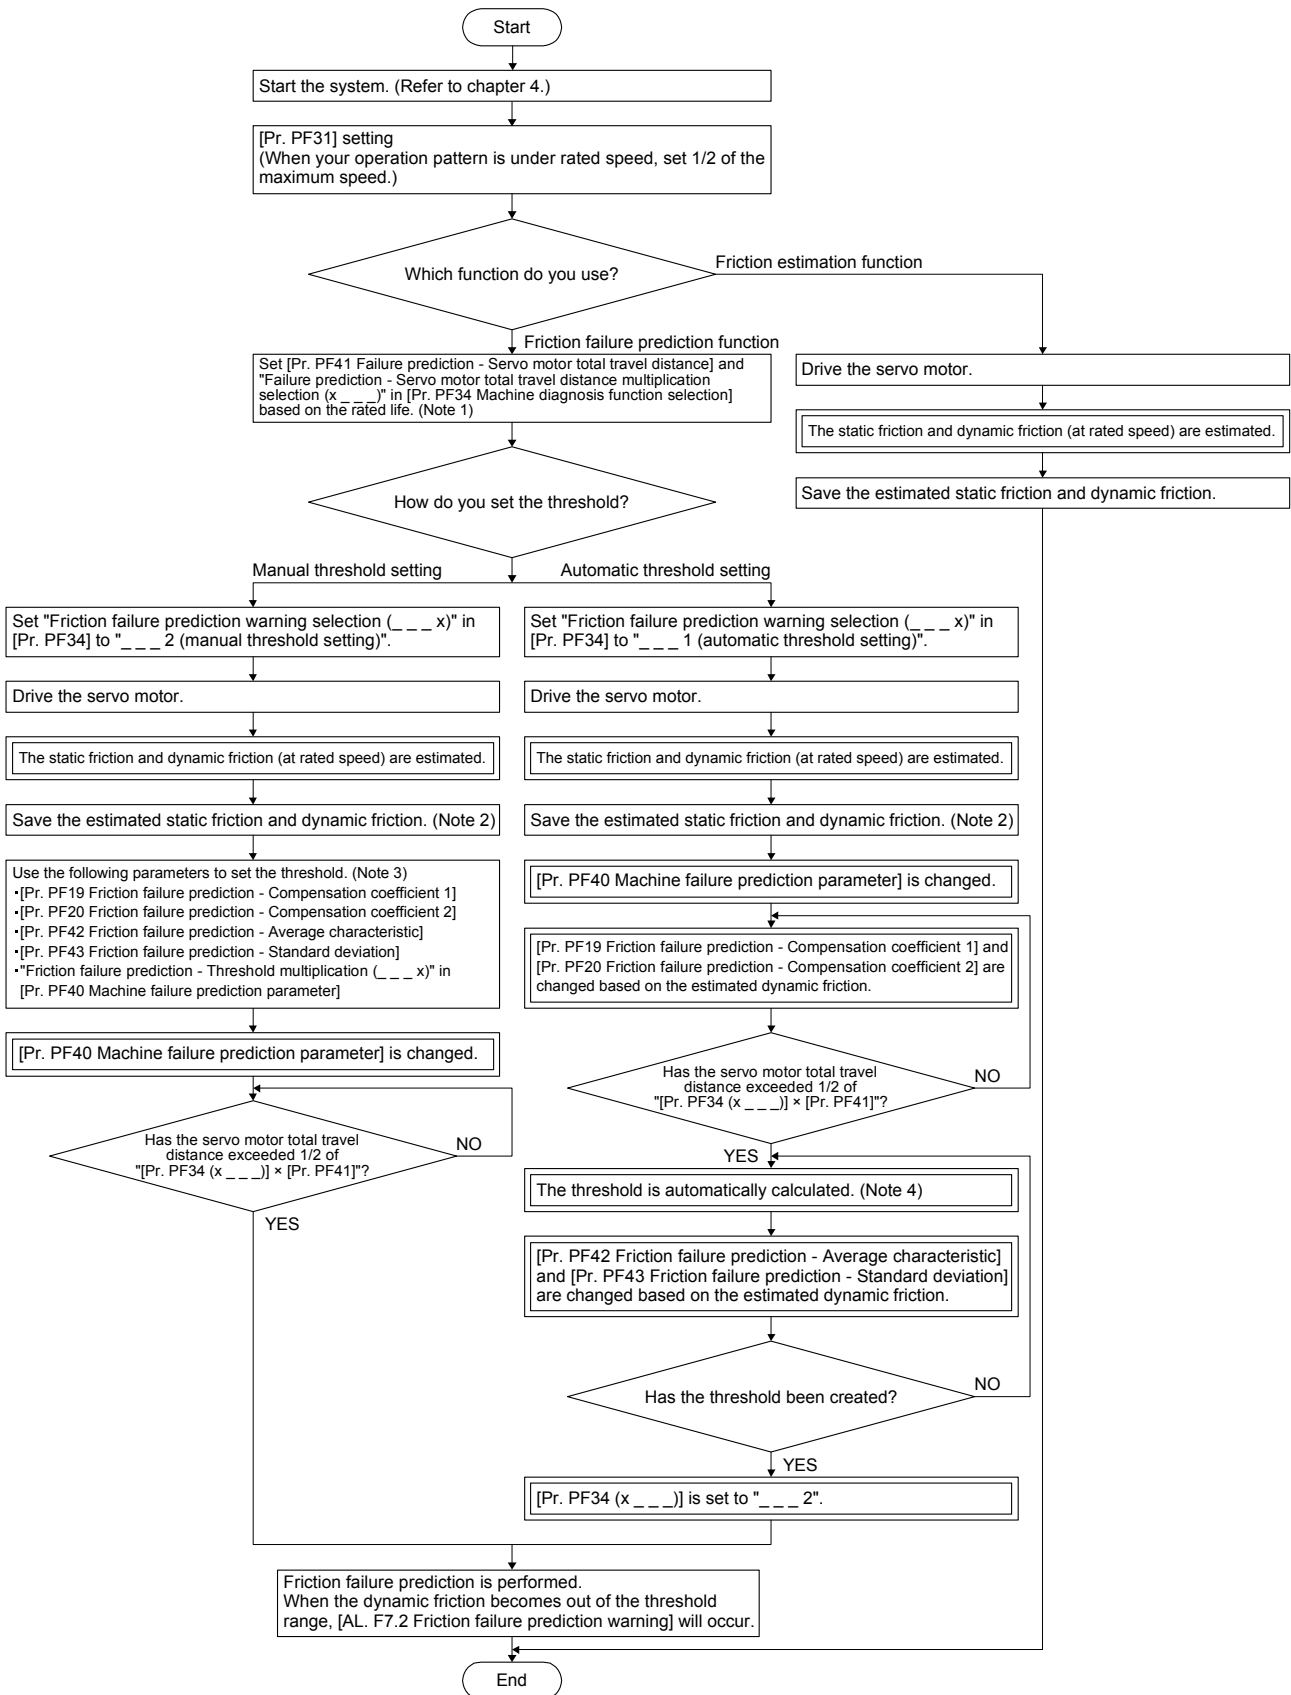 Start
Start the system. (Refer to chapter 4.)
[Pr. PF31] setting
(When your operation pattern is under rated speed, set 1/2 of the
maximum speed.)
Which function do you use?
Friction estimation function
Friction failure prediction function
Set [Pr. PF41 Failure prediction - Servo motor total travel distance] and
"Failure prediction - Servo motor total travel distance multiplication
selection (x _ _ _)" in [Pr. PF34 Machine diagnosis function selection]
based on the rated life. (Note 1)
Drive the servo motor.
The static friction and dynamic friction (at rated speed) are estimated.
Save the estimated static friction and dynamic friction.
How do you set the threshold?
Manual threshold setting
Automatic threshold setting
Set "Friction failure prediction warning selection (_ _ _ x)" in
[Pr. PF34] to "_ _ _ 2 (manual threshold setting)".
Drive the servo motor.
The static friction and dynamic friction (at rated speed) are estimated.
Save the estimated static friction and dynamic friction. (Note 2)
Use the following parameters to set the threshold. (Note 3)
･[Pr. PF19 Friction failure prediction - Compensation coefficient 1]
･[Pr. PF20 Friction failure prediction - Compensation coefficient 2]
･[Pr. PF42 Friction failure prediction - Average characteristic]
･[Pr. PF43 Friction failure prediction - Standard deviation]
･"Friction failure prediction - Threshold multiplication (_ _ _ x)" in
[Pr. PF40 Machine failure prediction parameter]
[Pr. PF40 Machine failure prediction parameter] is changed.
Has the servo motor total travel
distance exceeded 1/2 of
"[Pr. PF34 (x _ _ _)] × [Pr. PF41]"?
NO
YES
Set "Friction failure prediction warning selection (_ _ _ x)" in
[Pr. PF34] to "_ _ _ 1 (automatic threshold setting)".
Drive the servo motor.
The static friction and dynamic friction (at rated speed) are estimated.
Save the estimated static friction and dynamic friction. (Note 2)
[Pr. PF40 Machine failure prediction parameter] is changed.
[Pr. PF19 Friction failure prediction - Compensation coefficient 1] and
[Pr. PF20 Friction failure prediction - Compensation coefficient 2] are
changed based on the estimated dynamic friction.
Has the servo motor total travel
distance exceeded 1/2 of
"[Pr. PF34 (x _ _ _)] × [Pr. PF41]"?
NO
YES
The threshold is automatically calculated. (Note 4)
[Pr. PF42 Friction failure prediction - Average characteristic]
and [Pr. PF43 Friction failure prediction - Standard deviation]
are changed based on the estimated dynamic friction.
Has the threshold been created?
NO
YES
[Pr. PF34 (x _ _ _)] is set to "_ _ _ 2".
Friction failure prediction is performed.
When the dynamic friction becomes out of the threshold
range, [AL. F7.2 Friction failure prediction warning] will occur.
End